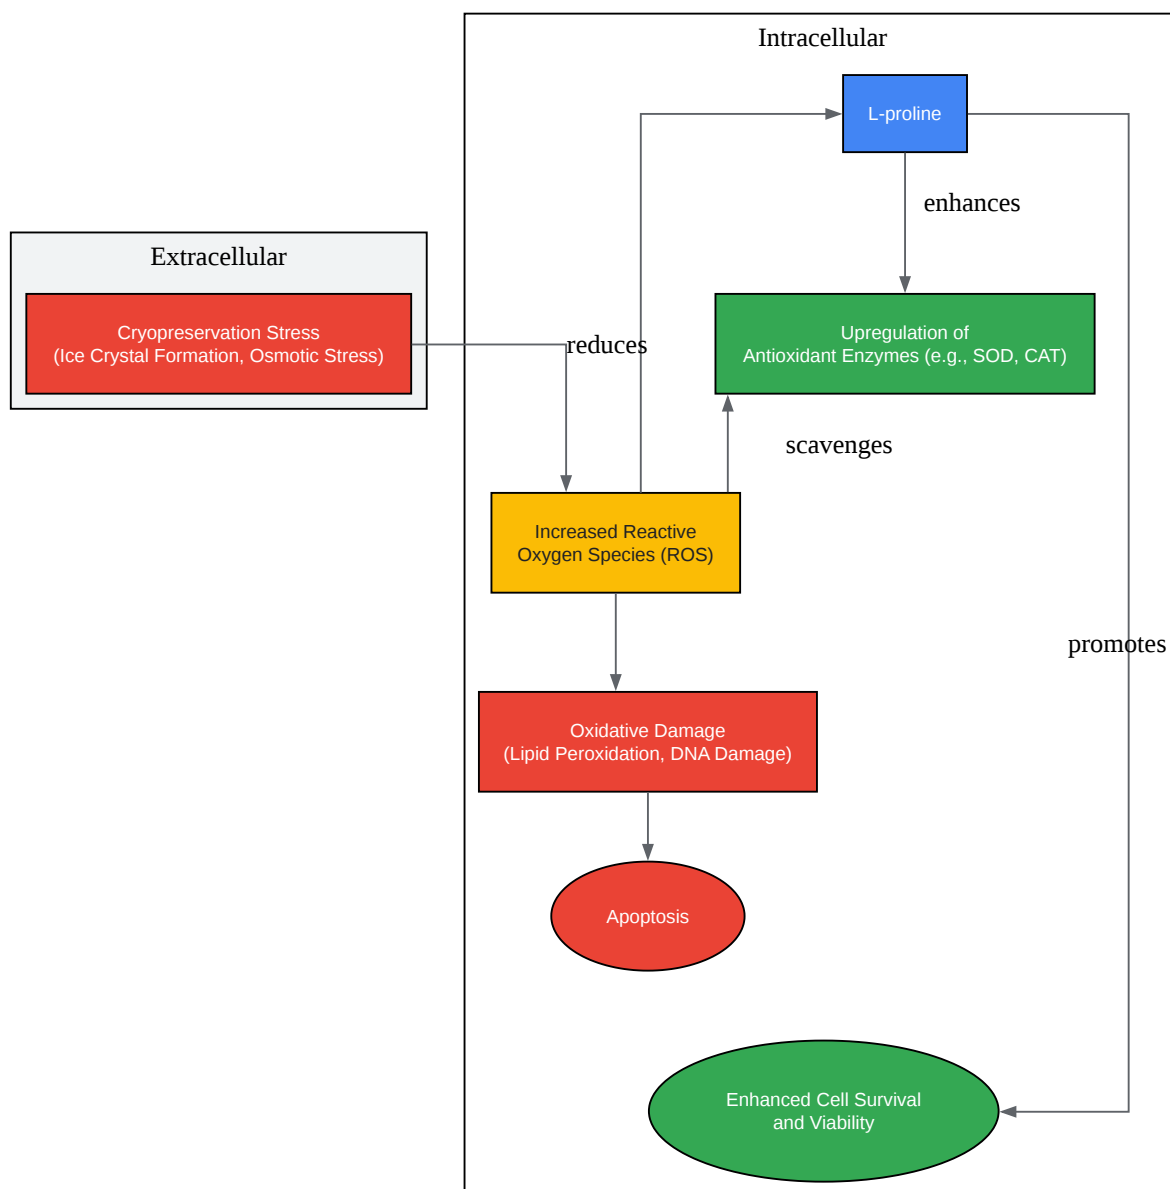 Intracellular
L-proline
enhances
Extracellular
Cryopreservation Stress
(Ice Crystal Formation, Osmotic Stress)
reduces
Upregulation of
Antioxidant Enzymes (e.g., SOD, CAT)
scavenges
Increased Reactive
Oxygen Species (ROS)
promotes
Oxidative Damage
(Lipid Peroxidation, DNA Damage)
Apoptosis
Enhanced Cell Survival
and Viability